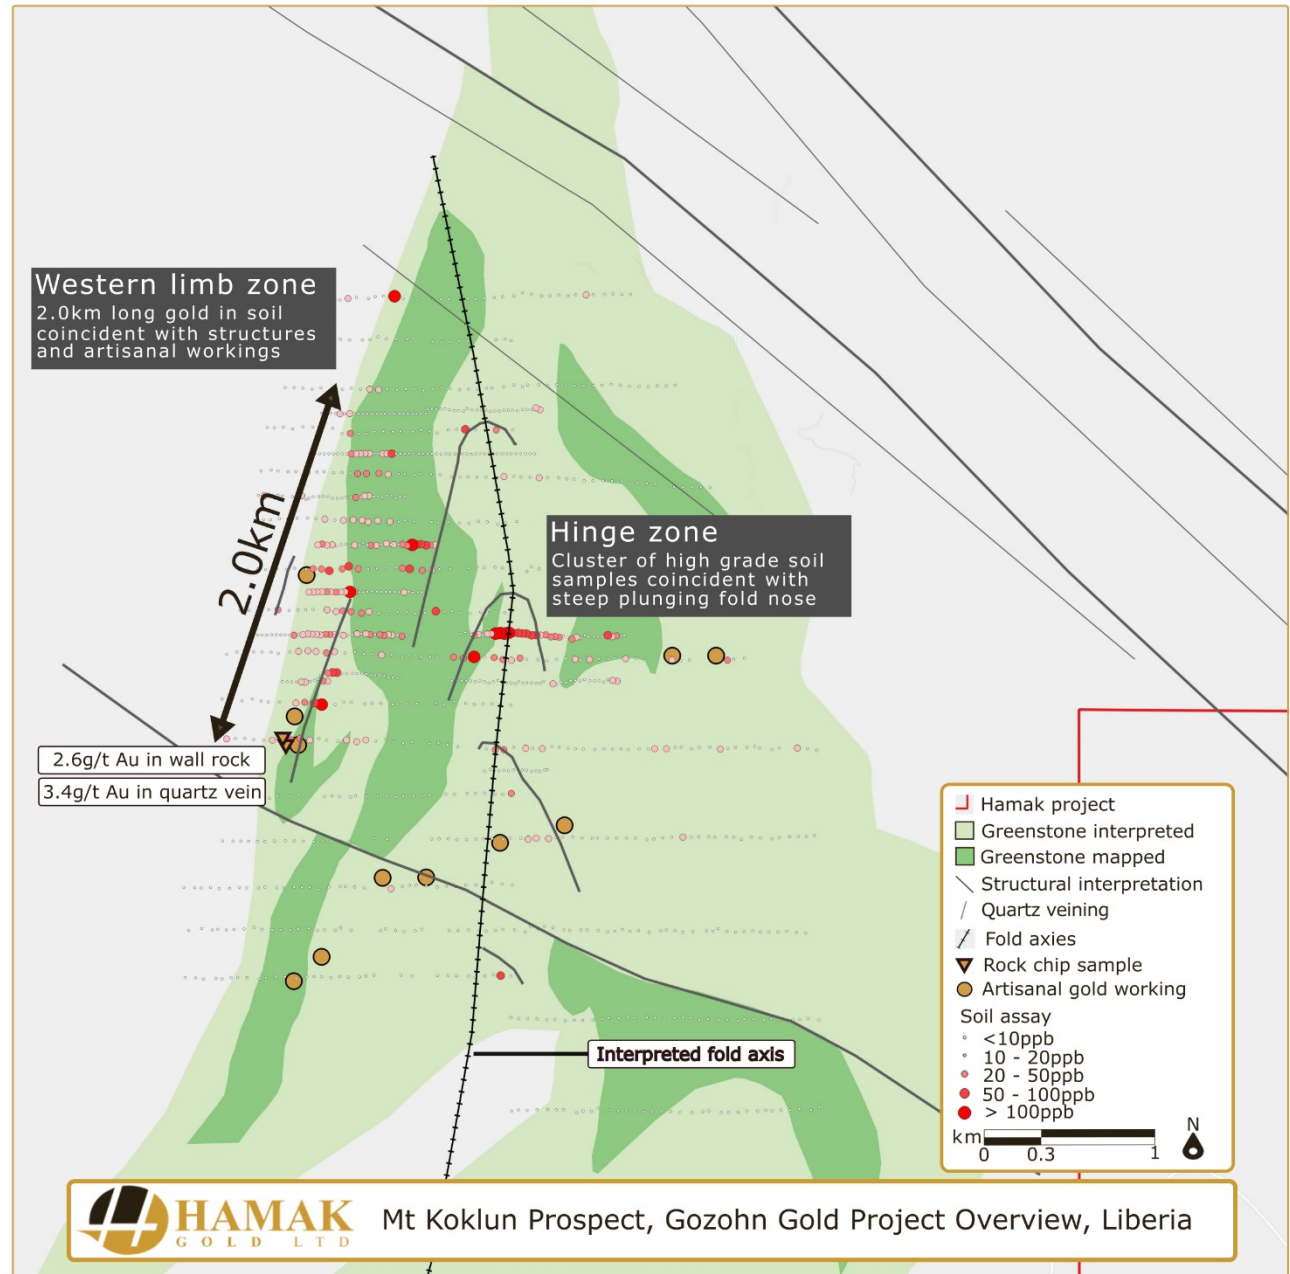 Western limb zone
2.0km long gold in soil
coincident with structures
and artisanal workings
2.0km
Hinge zone
Cluster of high grade soil
samples coincident with
steep plunging fold nose
2.6g/t Au in wall rock
3.4g/t Au in quartz vein
Interpreted fold axis
Hamak project
Greenstone interpreted
Greenstone mapped
Structural interpretation
Quartz veining
Fold axies
Rock chip sample
Artisanal gold working
Soil assay
<10ppb
10 - 20ppb
20 - 50ppb
50 - 100ppb
> 100ppb
km
0 0.3 1
N
HAMAK
GOLD LTD
Mt Koklun Prospect, Gozohn Gold Project Overview, Liberia